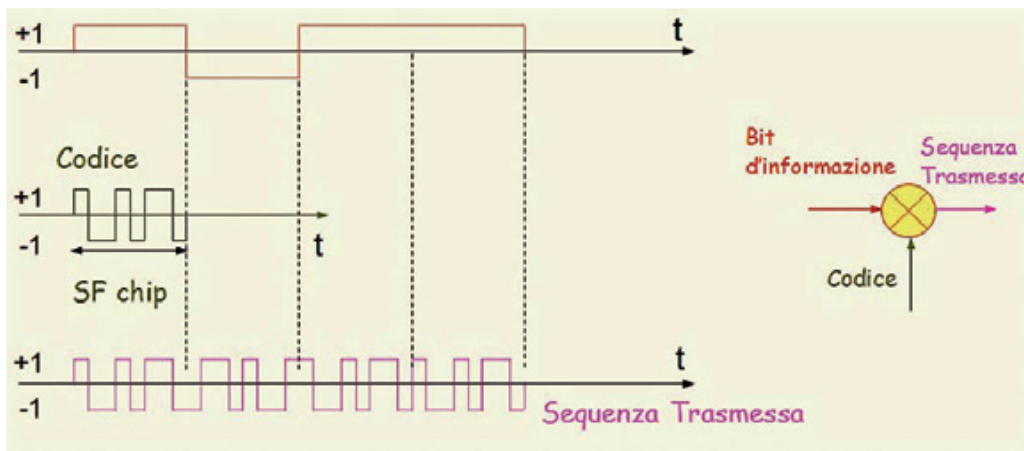 +1
t
-1
Codice
+1
-1
t
SF chip
Bit
d'informazione
Sequenza
Trasmessa
Codice
+1
t
-1
Sequenza Trasmessa